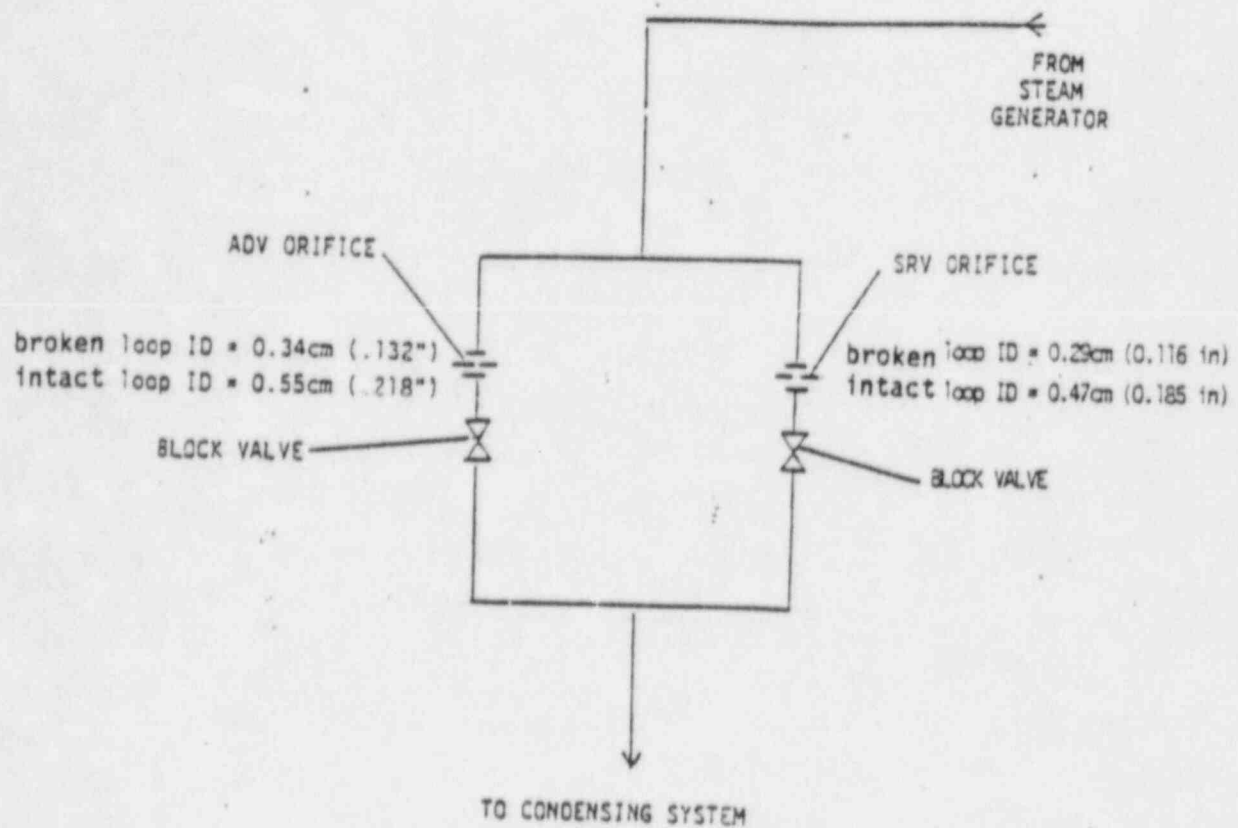 FROM
STEAM
GENERATOR
ADV ORIFICE
SRV ORIFICE
broken loop ID = 0.34cm (.132")
intact loop ID = 0.55cm (.218")
broken loop ID = 0.29cm (0.116 in)
intact loop ID = 0.47cm (0.185 in)
BLOCK VALVE
BLOCK VALVE
TO CONDENSING SYSTEM